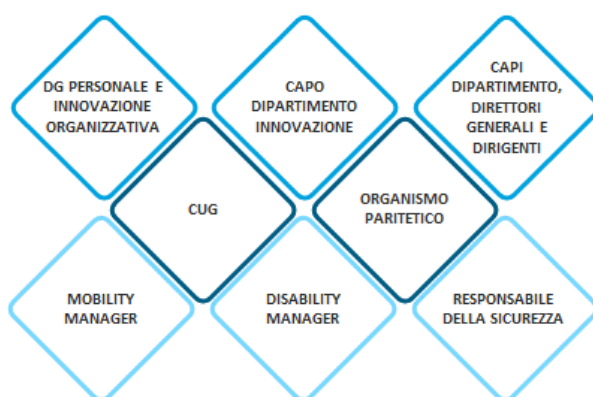 DG PERSONALE E
INNOVAZIONE
ORGANIZZATIVA
CAPO
DIPARTIMENTO
INNOVAZIONE
CAPI
DIPARTIMENTO,
DIRETTORI
GENERALI E
DIRIGENTI
CUG
ORGANISMO
PARITETICO
MOBILITY
MANAGER
DISABILITY
MANAGER
RESPONSABILE
DELLA SICUREZZA